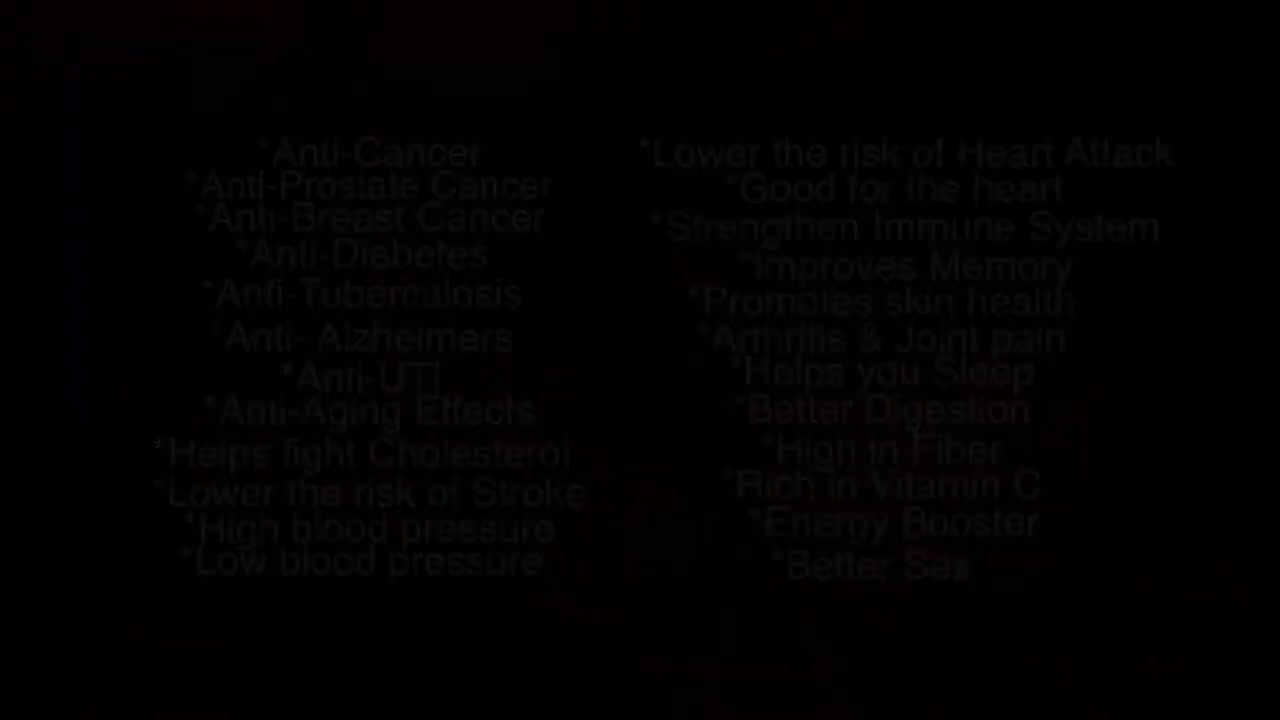 *Anti-Cancer
*Anti-Prostate Cancer
*Anti-Breast Cancer
*Anti-Diabetes
*Anti-Tuberculosis
*Anti- Alzheimers
*Anti-UTI
*Anti-Aging Effects
*Helps fight Cholesterol
*Lower the risk of Stroke
*High blood pressure
*Low blood pressure
*Lower the risk of Heart Attack
*Good for the heart
*Strengthen Immune System
*Improves Memory
*Promotes skin health
*Arthritis & Joint pain
*Helps you Sleep
*Better Digestion
*High in Fiber
*Rich in Vitamin C
*Energy Booster
*Better Sex